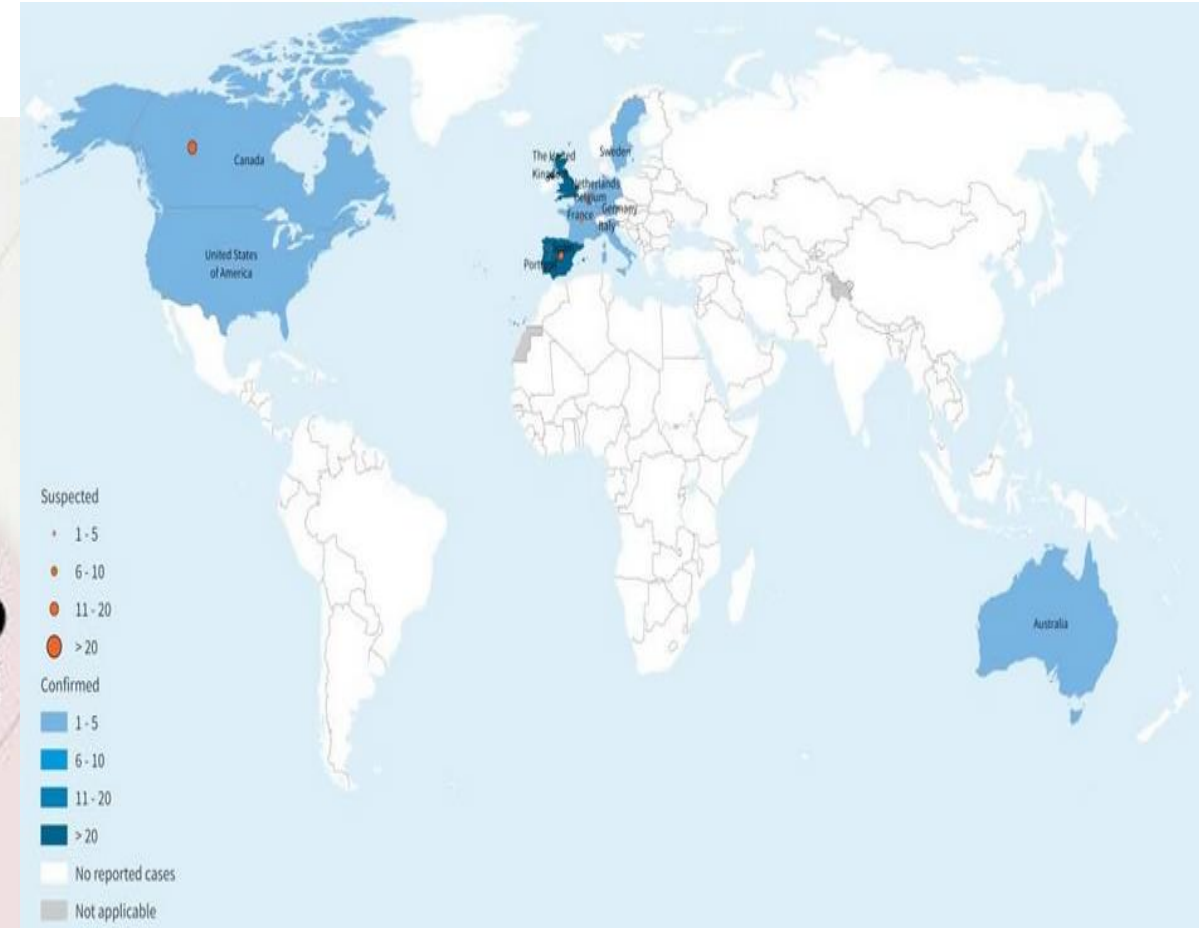 Canada
United States
of America
The United
Kingdom
Sweden
Netherlands
Belgium
Germany
France
Italy
Australia
Suspected
1 - 5
6 - 10
11 - 20
> 20
Confirmed
1 - 5
6 - 10
11 - 20
> 20
No reported cases
Not applicable